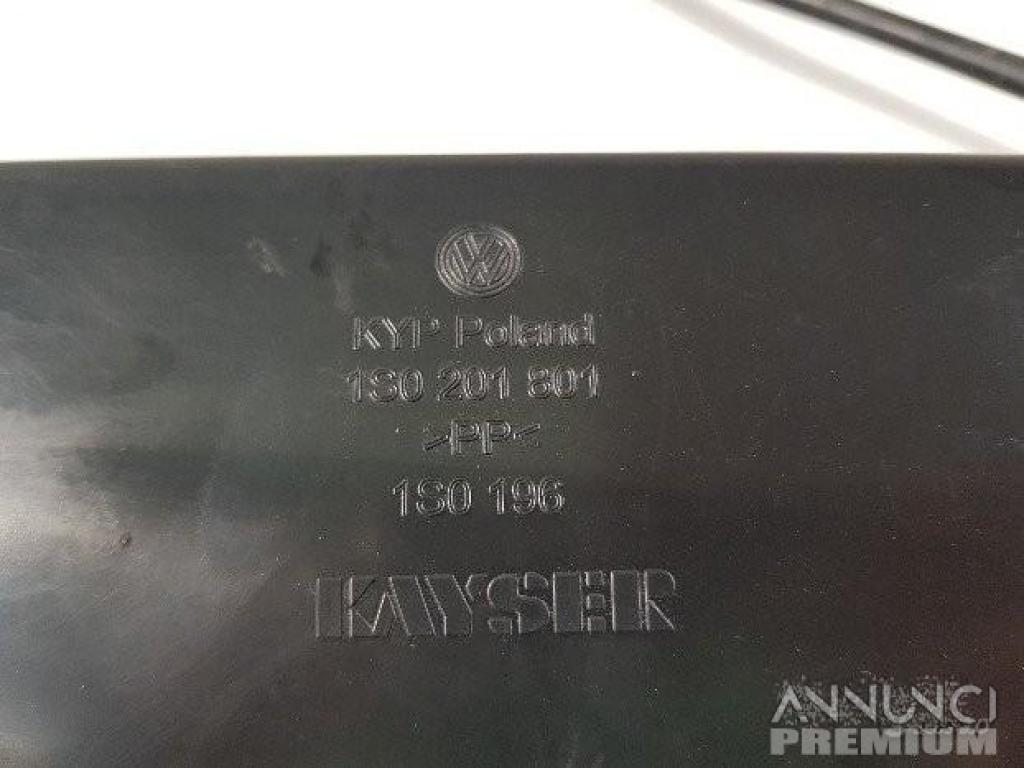 KYP Poland
1S0 201 801
>PP<
1S0 196
KAYSER
ANNUNCI
PREMIUM